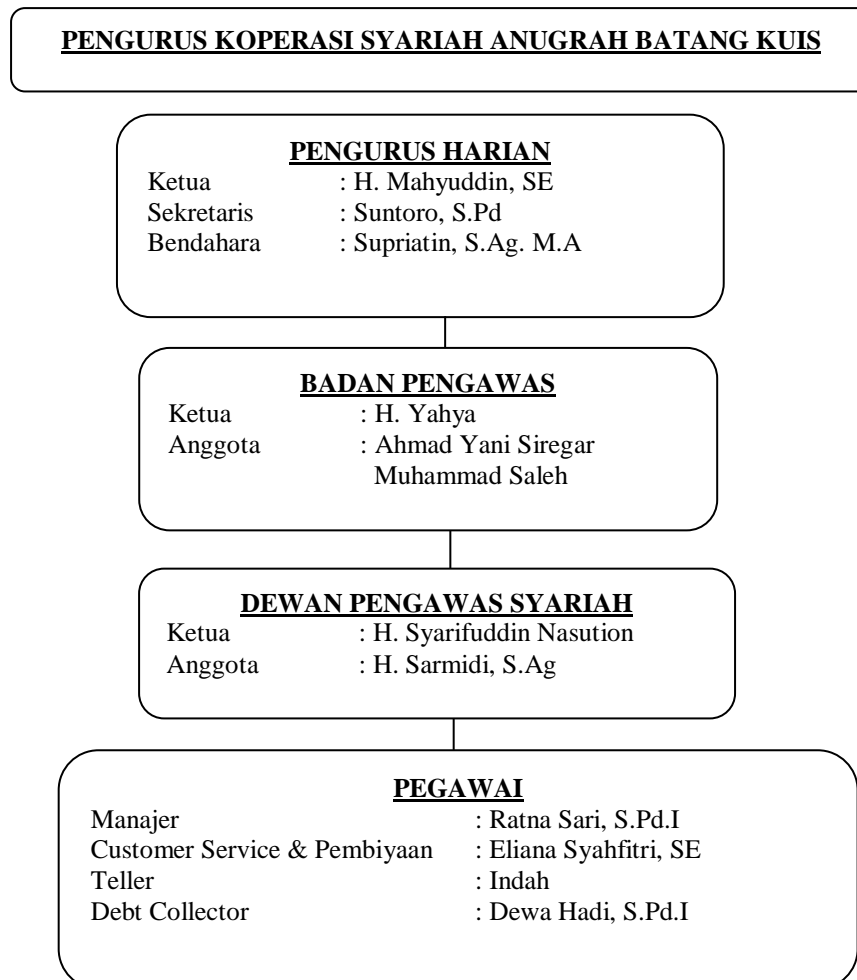 PENGURUS KOPERASI SYARIAH ANUGRAH BATANG KUIS
PENGURUS HARIAN
Ketua : H. Mahyuddin, SE
Sekretaris : Suntoro, S.Pd
Bendahara : Supriatin, S.Ag. M.A
BADAN PENGAWAS
Ketua : H. Yahya
Anggota : Ahmad Yani Siregar
Muhammad Saleh
DEWAN PENGAWAS SYARIAH
Ketua : H. Syarifuddin Nasution
Anggota : H. Sarmidi, S.Ag
PEGAWAI
Manajer : Ratna Sari, S.Pd.I
Customer Service & Pembiyaan : Eliana Syahfitri, SE
Teller : Indah
Debt Collector : Dewa Hadi, S.Pd.I